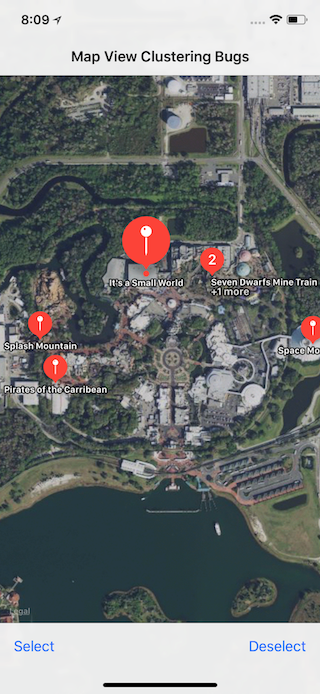 8:09
Map View Clustering Bugs
2
It's a Small World
Seven Dwarfs Mine Train
+1 more
Splash Mountain
Space Mo
Pirates of the Carribean
Legal
Select
Deselect